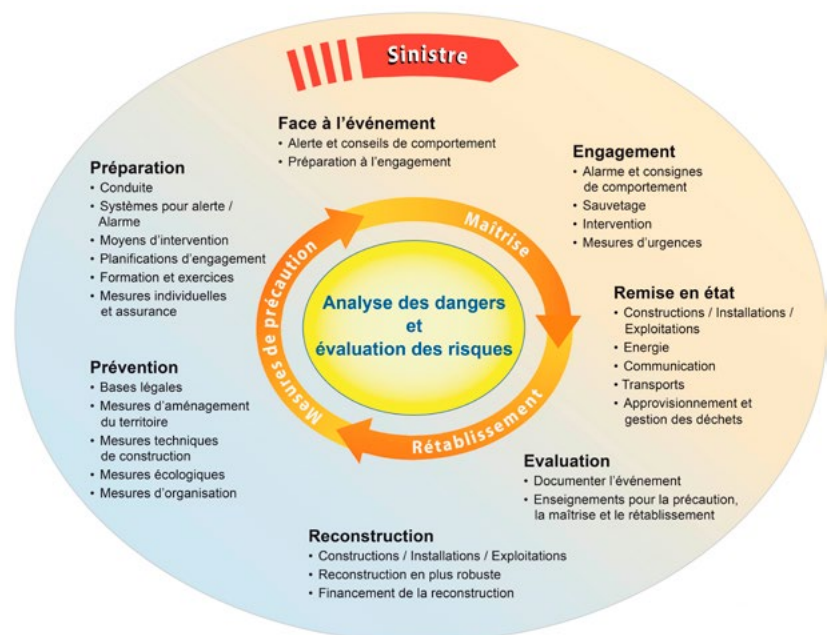 Sinistre
Face à l'événement
• Alerte et conseils de comportement
• Préparation à l'engagement
Engagement
• Alarme et consignes
de comportement
• Sauvetage
• Intervention
• Mesures d'urgences
Remise en état
• Constructions / Installations /
Exploitations
• Energie
• Communication
• Transports
• Approvisionnement et
gestion des déchets
Evaluation
• Documenter l'événement
• Enseignements pour la précaution,
la maîtrise et le rétablissement
Reconstruction
• Constructions / Installations / Exploitations
• Reconstruction en plus robuste
• Financement de la reconstruction
Prévention
• Bases légales
• Mesures d'aménagement
du territoire
• Mesures techniques
de construction
• Mesures écologiques
• Mesures d'organisation
Préparation
• Conduite
• Systèmes pour alerte /
Alarme
• Moyens d'intervention
• Planifications d'engagement
• Formation et exercices
• Mesures individuelles
et assurance
Maîtrise
Rétablissement
Mesures de précaution
Analyse des dangers
et
évaluation des risques